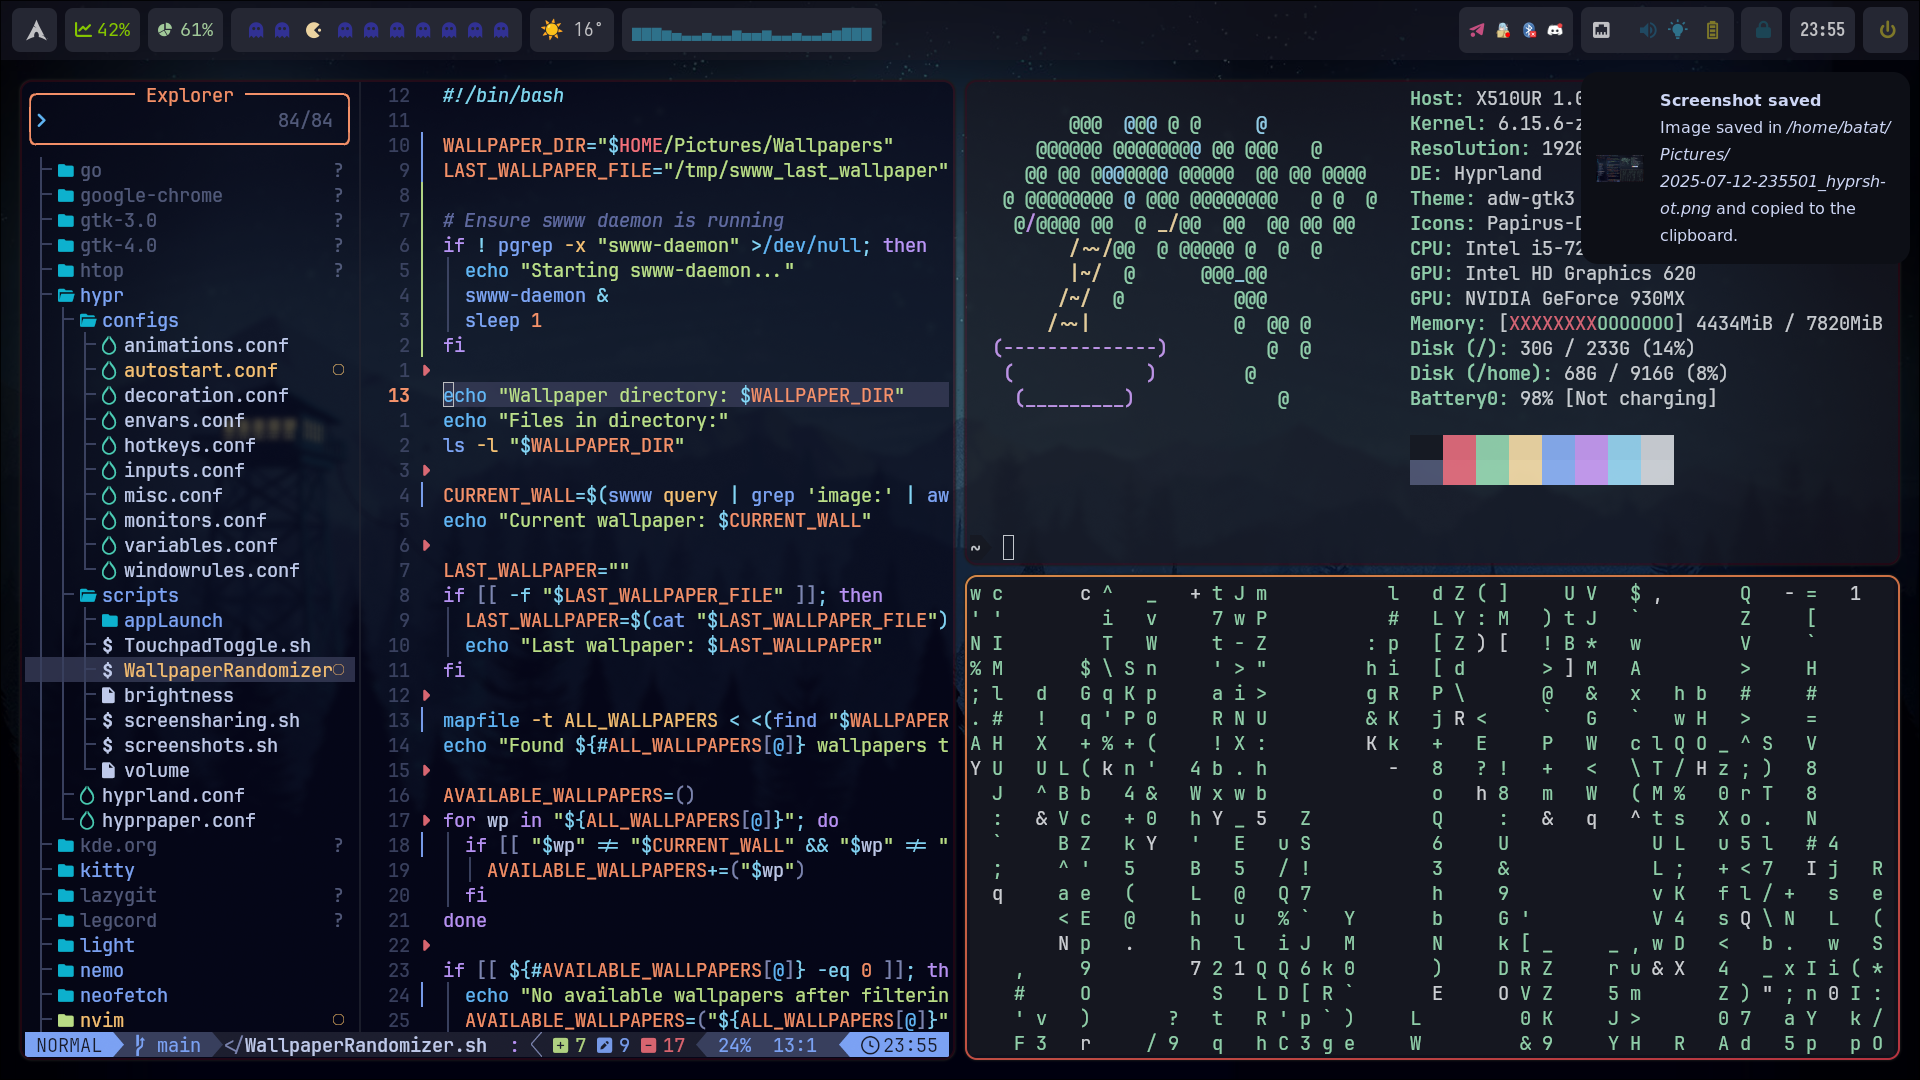 42% 61% 16° 23:55
Explorer
84/84
go ?
google-chrome ?
gtk-3.0 ?
gtk-4.0 ?
htop ?
hypr
configs
animations.conf
autostart.conf
decoration.conf
envars.conf
hotkeys.conf
inputs.conf
misc.conf
monitors.conf
variables.conf
windowrules.conf
scripts
appLaunch
$ TouchpadToggle.sh
$ WallpaperRandomizer
brightness
$ screensharing.sh
$ screenshots.sh
volume
hyprland.conf
hyprpaper.conf
kde.org ?
kitty
lazygit ?
legcord ?
light
nemo
neofetch
nvim
12 #!/bin/bash
11
10 WALLPAPER_DIR="$HOME/Pictures/Wallpapers"
9 LAST_WALLPAPER_FILE="/tmp/swww_last_wallpaper"
8
7 # Ensure swww daemon is running
6 if ! pgrep -x "swww-daemon" >/dev/null; then
5 echo "Starting swww-daemon..."
4 swww-daemon &
3 sleep 1
2 fi
1
13 echo "Wallpaper directory: $WALLPAPER_DIR"
1 echo "Files in directory:"
2 ls -l "$WALLPAPER_DIR"
3
4 CURRENT_WALL=$(swww query | grep 'image:' | aw
5 echo "Current wallpaper: $CURRENT_WALL"
6
7 LAST_WALLPAPER=""
8 if [[ -f "$LAST_WALLPAPER_FILE" ]]; then
9 LAST_WALLPAPER=$(cat "$LAST_WALLPAPER_FILE")
10 echo "Last wallpaper: $LAST_WALLPAPER"
11 fi
12
13 mapfile -t ALL_WALLPAPERS < <(find "$WALLPAPER
14 echo "Found ${#ALL_WALLPAPERS[@]} wallpapers t
15
16 AVAILABLE_WALLPAPERS=()
17 for wp in "${ALL_WALLPAPERS[@]}"; do
18 if [[ "$wp" != "$CURRENT_WALL" && "$wp" != "
19 AVAILABLE_WALLPAPERS+=("$wp")
20 fi
21 done
22
23 if [[ ${#AVAILABLE_WALLPAPERS[@]} -eq 0 ]]; th
24 echo "No available wallpapers after filterin
25 AVAILABLE_WALLPAPERS=("${ALL_WALLPAPERS[@]}"
NORMAL main </WallpaperRandomizer.sh : 7 9 17 24% 13:1 23:55
Host: X510UR 1.0
Kernel: 6.15.6-z
Resolution: 1920
DE: Hyprland
Theme: adw-gtk3
Icons: Papirus-D
CPU: Intel i5-72
GPU: Intel HD Graphics 620
GPU: NVIDIA GeForce 930MX
Memory: [XXXXXXXXOOOOOOO] 4434MiB / 7820MiB
Disk (/): 30G / 233G (14%)
Disk (/home): 68G / 916G (8%)
Battery0: 98% [Not charging]
~
Screenshot saved
Image saved in /home/batat/
Pictures/
2025-07-12-235501_hyprsh-
ot.png and copied to the
clipboard.